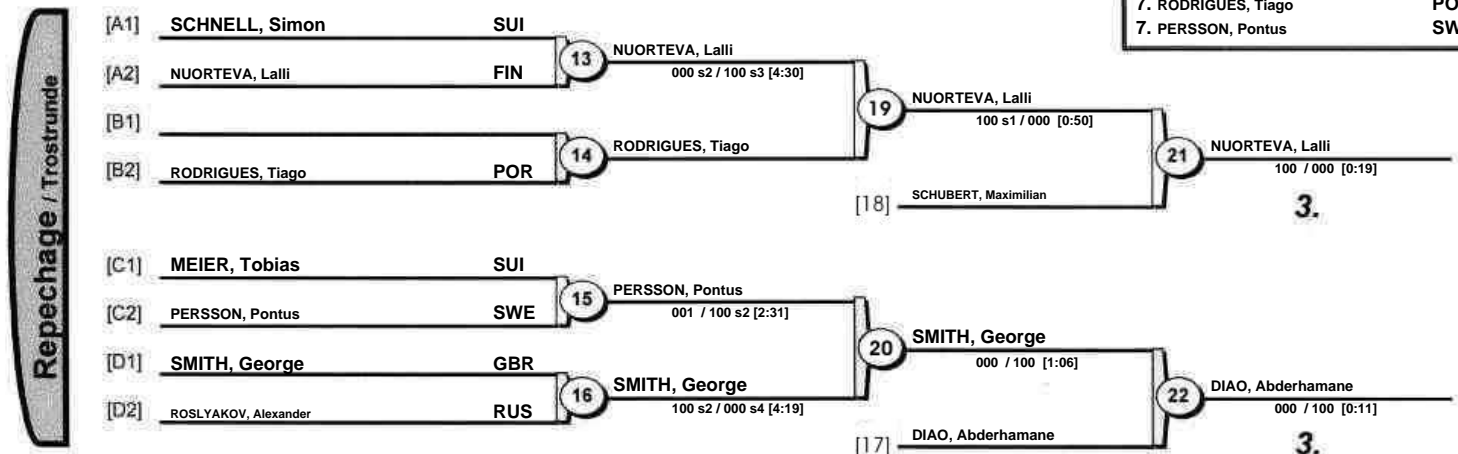 7. RODRIGUES, Tiago PO
7. PERSSON, Pontus SW
Repechage / Trostrunde
[A1] SCHNELL, Simon SUI
13 NUORTEVA, Lalli
000 s2 / 100 s3 [4:30]
[A2] NUORTEVA, Lalli FIN
19 NUORTEVA, Lalli
100 s1 / 000 [0:50]
[B1]
14 RODRIGUES, Tiago
[B2] RODRIGUES, Tiago POR
21 NUORTEVA, Lalli
100 / 000 [0:19]
[18] SCHUBERT, Maximilian
3.
[C1] MEIER, Tobias SUI
15 PERSSON, Pontus
001 / 100 s2 [2:31]
[C2] PERSSON, Pontus SWE
20 SMITH, George
000 / 100 [1:06]
[D1] SMITH, George GBR
16 SMITH, George
100 s2 / 000 s4 [4:19]
[D2] ROSLYAKOV, Alexander RUS
22 DIAO, Abderhamane
000 / 100 [0:11]
[17] DIAO, Abderhamane
3.